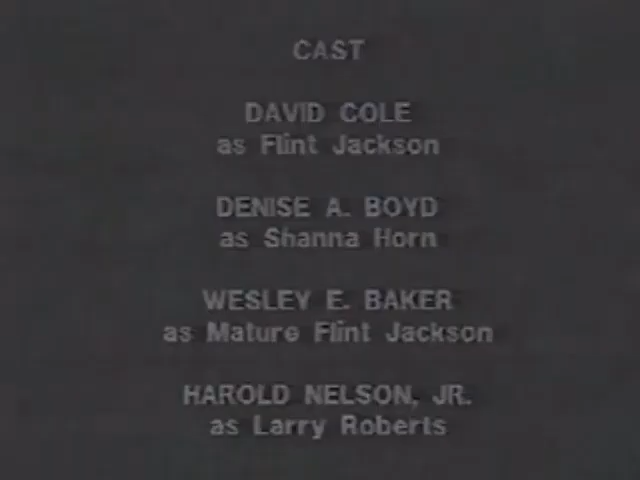 CAST
DAVID COLE
as Flint Jackson
DENISE A. BOYD
as Shanna Horn
WESLEY E. BAKER
as Mature Flint Jackson
HAROLD NELSON, JR.
as Larry Roberts